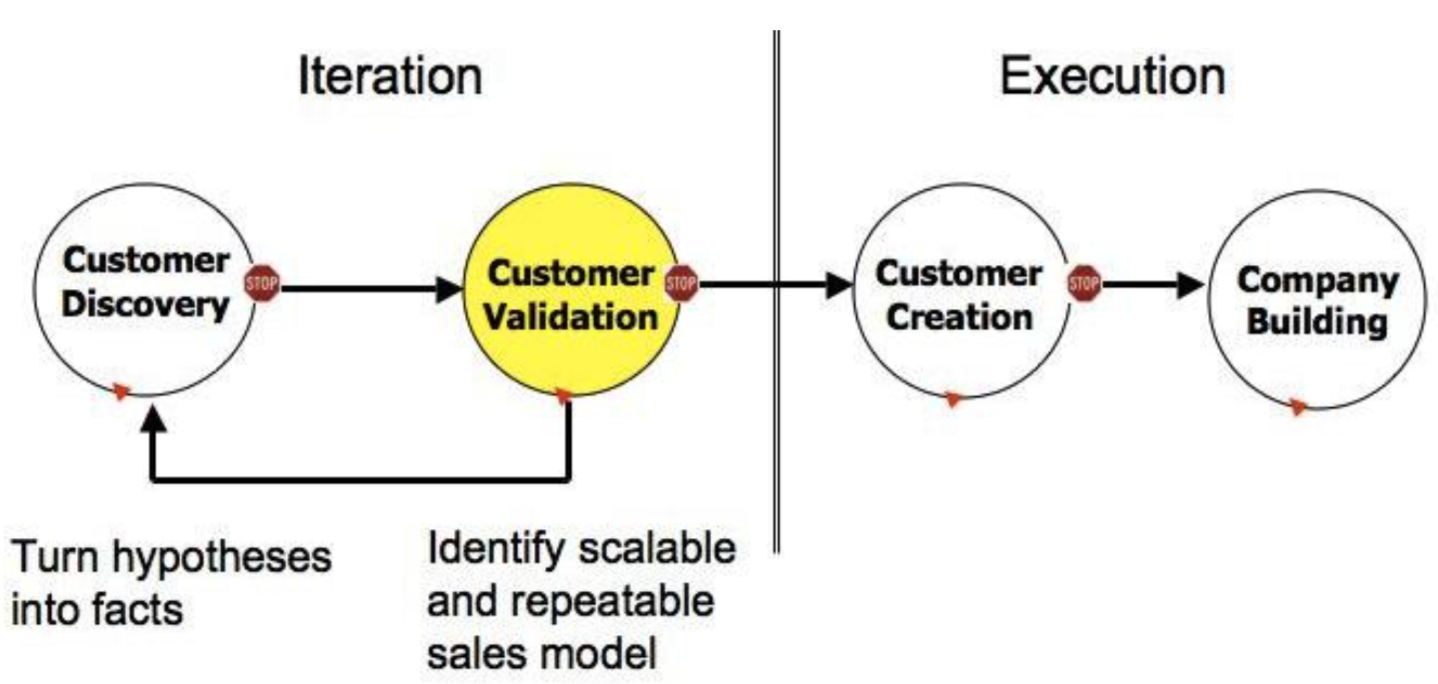 Iteration
Execution
Customer
Discovery
STOP
Customer
Validation
STOP
Customer
Creation
STOP
Company
Building
Turn hypotheses
into facts
Identify scalable
and repeatable
sales model